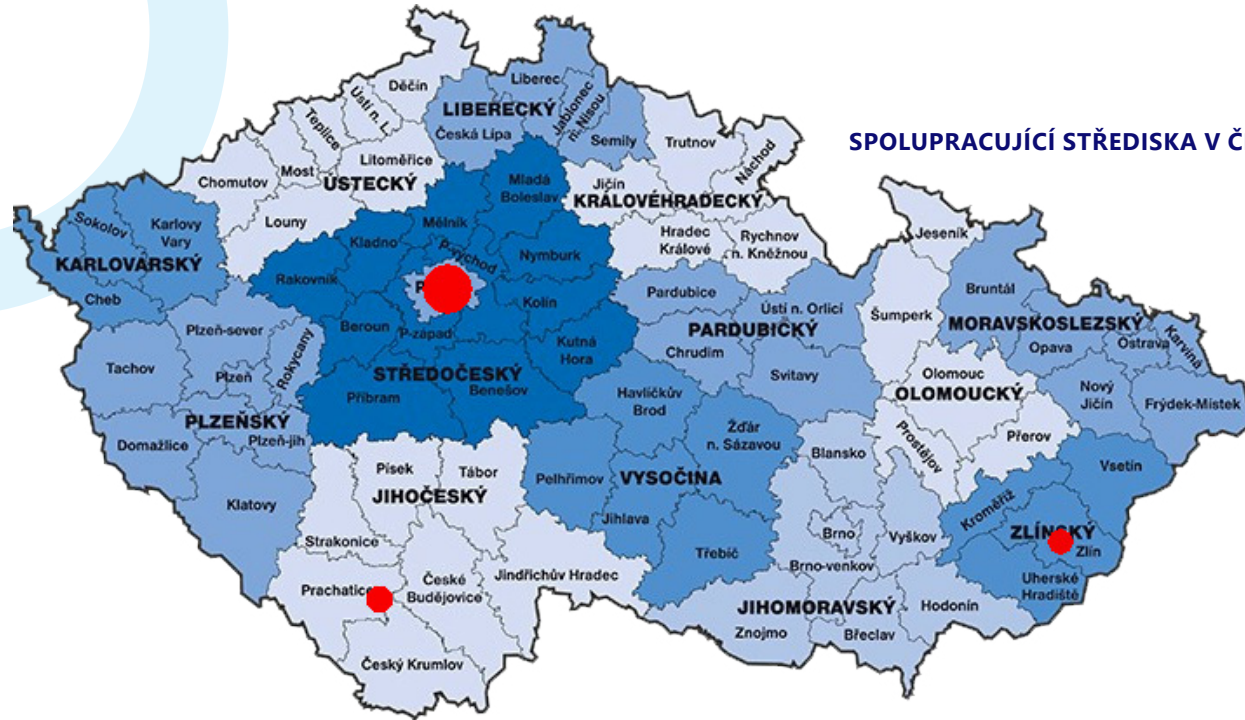 SPOLUPRACUJÍCÍ STŘEDISKA V Č
Děčín
Ústí n. L.
Teplice
Most
Chomutov
Litoměřice
ÚSTECKÝ
Louny
Liberec
LIBERECKÝ
Jablonec
n. Nisou
Česká Lípa
Semily
Trutnov
Náchod
Jičín
KRÁLOVÉHRADECKÝ
Hradec
Králové
Rychnov
n. Kněžnou
Sokolov
Karlovy
Vary
KARLOVARSKÝ
Cheb
Mladá
Boleslav
Mělník
Kladno
P-východ
Nymburk
Rakovník
P
Kolín
Beroun
P-západ
Kutná
Hora
STŘEDOČESKÝ
Příbram
Benešov
Plzeň-sever
Rokycany
Tachov
Plzeň
PLZEŇSKÝ
Domažlice
Plzeň-jih
Klatovy
Pardubice
Ústí n. Orlicí
PARDUBICKÝ
Chrudim
Svitavy
Jeseník
Šumperk
Olomouc
OLOMOUCKÝ
Prostějov
Přerov
Bruntál
MORAVSKOSLEZSKÝ
Opava
Ostrava
Karviná
Nový
Jičín
Frýdek-Místek
Havlíčkův
Brod
Žďár
n. Sázavou
Pelhřimov
VYSOČINA
Jihlava
Třebíč
Písek
Tábor
JIHOČESKÝ
Strakonice
Prachatice
České
Budějovice
Jindřichův Hradec
Český Krumlov
Blansko
Brno
Vyškov
Brno-venkov
JIHOMORAVSKÝ
Hodonín
Znojmo
Břeclav
Vsetín
Kroměříž
Zlín
Uherské
Hradiště